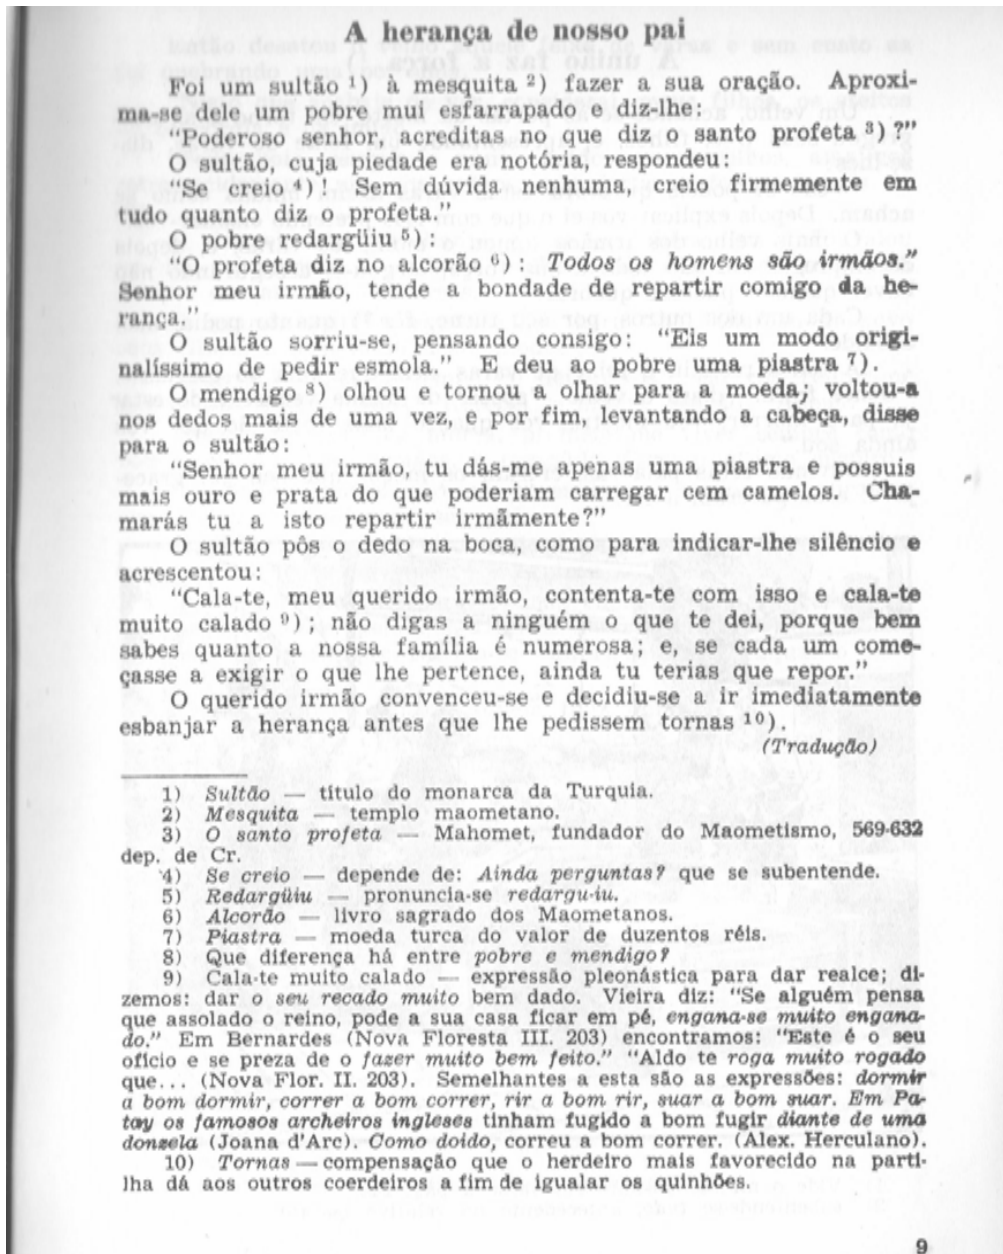 A herança de nosso pai
Foi um sultão ¹) à mesquita ²) fazer a sua oração. Aproxi-
ma-se dele um pobre mui esfarrapado e diz-lhe:
"Poderoso senhor, acreditas no que diz o santo profeta ³) ?"
O sultão, cuja piedade era notória, respondeu:
"Se creio ⁴)! Sem dúvida nenhuma, creio firmemente em
tudo quanto diz o profeta."
O pobre redargüiu ⁵):
"O profeta diz no alcorão ⁶): Todos os homens são irmãos."
Senhor meu irmão, tende a bondade de repartir comigo da he-
rança."
O sultão sorriu-se, pensando consigo: "Eis um modo origi-
nalíssimo de pedir esmola." E deu ao pobre uma piastra ⁷).
O mendigo ⁸) olhou e tornou a olhar para a moeda; voltou-a
nos dedos mais de uma vez, e por fim, levantando a cabeça, disse
para o sultão:
"Senhor meu irmão, tu dás-me apenas uma piastra e possuis
mais ouro e prata do que poderiam carregar cem camelos. Cha-
marás tu a isto repartir irmãmente?"
O sultão pôs o dedo na boca, como para indicar-lhe silêncio e
acrescentou:
"Cala-te, meu querido irmão, contenta-te com isso e cala-te
muito calado ⁹); não digas a ninguém o que te dei, porque bem
sabes quanto a nossa família é numerosa; e, se cada um come-
çasse a exigir o que lhe pertence, ainda tu terias que repor."
O querido irmão convenceu-se e decidiu-se a ir imediatamente
esbanjar a herança antes que lhe pedissem tornas ¹⁰).
(Tradução)
1) Sultão — título do monarca da Turquia.
2) Mesquita — templo maometano.
3) O santo profeta — Mahomet, fundador do Maometismo, 569-632
dep. de Cr.
4) Se creio — depende de: Ainda perguntas? que se subentende.
5) Redargüiu — pronuncia-se redargu-iu.
6) Alcorão — livro sagrado dos Maometanos.
7) Piastra — moeda turca do valor de duzentos réis.
8) Que diferença há entre pobre e mendigo?
9) Cala-te muito calado — expressão pleonástica para dar realce; di-
zemos: dar o seu recado muito bem dado. Vieira diz: "Se alguém pensa
que assolado o reino, pode a sua casa ficar em pé, engana-se muito engana-
do." Em Bernardes (Nova Floresta III. 203) encontramos: "Este é o seu
ofício e se preza de o fazer muito bem feito." "Aldo te roga muito rogado
que... (Nova Flor. II. 203). Semelhantes a esta são as expressões: dormir
a bom dormir, correr a bom correr, rir a bom rir, suar a bom suar. Em Pa-
tay os famosos archeiros ingleses tinham fugido a bom fugir diante de uma
donzela (Joana d'Arc). Como doido, correu a bom correr. (Alex. Herculano).
10) Tornas — compensação que o herdeiro mais favorecido na parti-
lha dá aos outros coerdeiros a fim de igualar os quinhões.
9